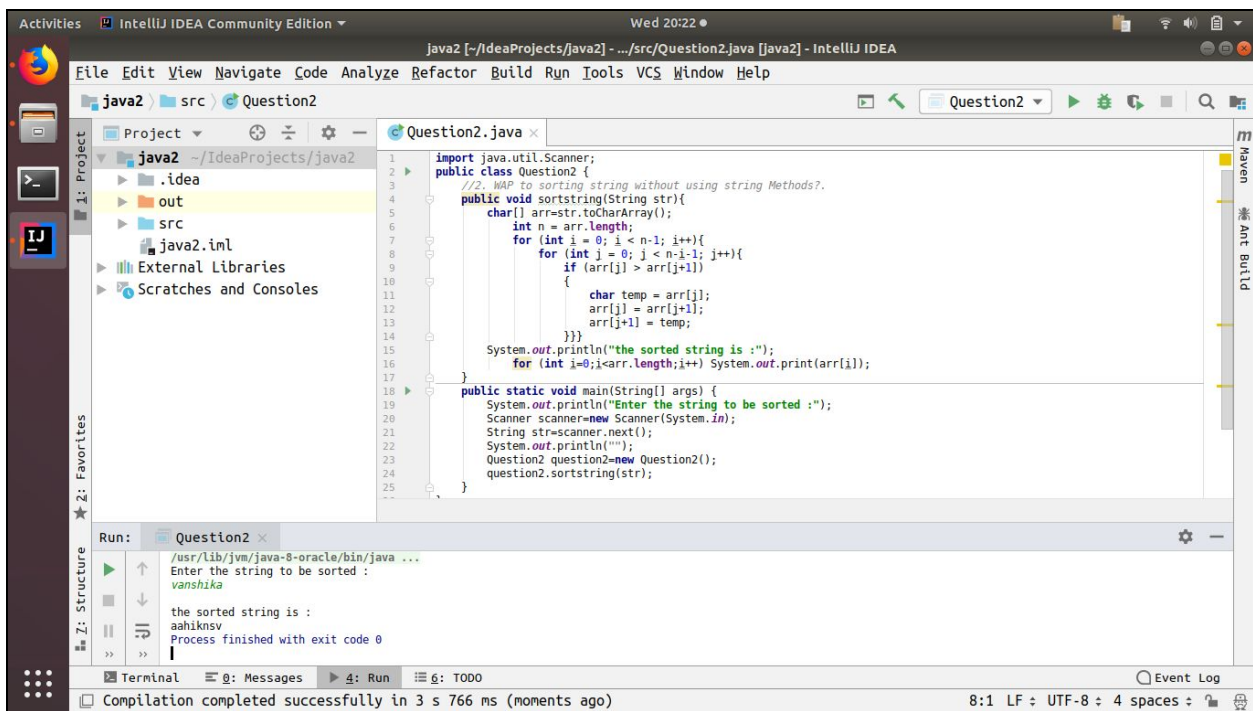 Activities IntelliJ IDEA Community Edition Wed 20:22
java2 [~/IdeaProjects/java2] - .../src/Question2.java [java2] - IntelliJ IDEA
File Edit View Navigate Code Analyze Refactor Build Run Tools VCS Window Help
java2 src Question2 Question2
Project Question2.java
java2 ~/IdeaProjects/java2
.idea
out
src
java2.iml
External Libraries
Scratches and Consoles
1: Project
2: Favorites
Z: Structure
1 import java.util.Scanner;
2 public class Question2 {
3 //2. WAP to sorting string without using string Methods?.
4 public void sortstring(String str){
5 char[] arr=str.toCharArray();
6 int n = arr.length;
7 for (int i = 0; i < n-1; i++){
8 for (int j = 0; j < n-i-1; j++){
9 if (arr[j] > arr[j+1])
10 {
11 char temp = arr[j];
12 arr[j] = arr[j+1];
13 arr[j+1] = temp;
14 }}}
15 System.out.println("the sorted string is :");
16 for (int i=0;i<arr.length;i++) System.out.print(arr[i]);
17 }
18 public static void main(String[] args) {
19 System.out.println("Enter the string to be sorted :");
20 Scanner scanner=new Scanner(System.in);
21 String str=scanner.next();
22 System.out.println("");
23 Question2 question2=new Question2();
24 question2.sortstring(str);
25 }
Maven
Ant Build
Run: Question2
/usr/lib/jvm/java-8-oracle/bin/java ...
Enter the string to be sorted :
vanshika
the sorted string is :
aahiknsv
Process finished with exit code 0
Terminal 0: Messages 4: Run 6: TODO Event Log
Compilation completed successfully in 3 s 766 ms (moments ago) 8:1 LF UTF-8 4 spaces